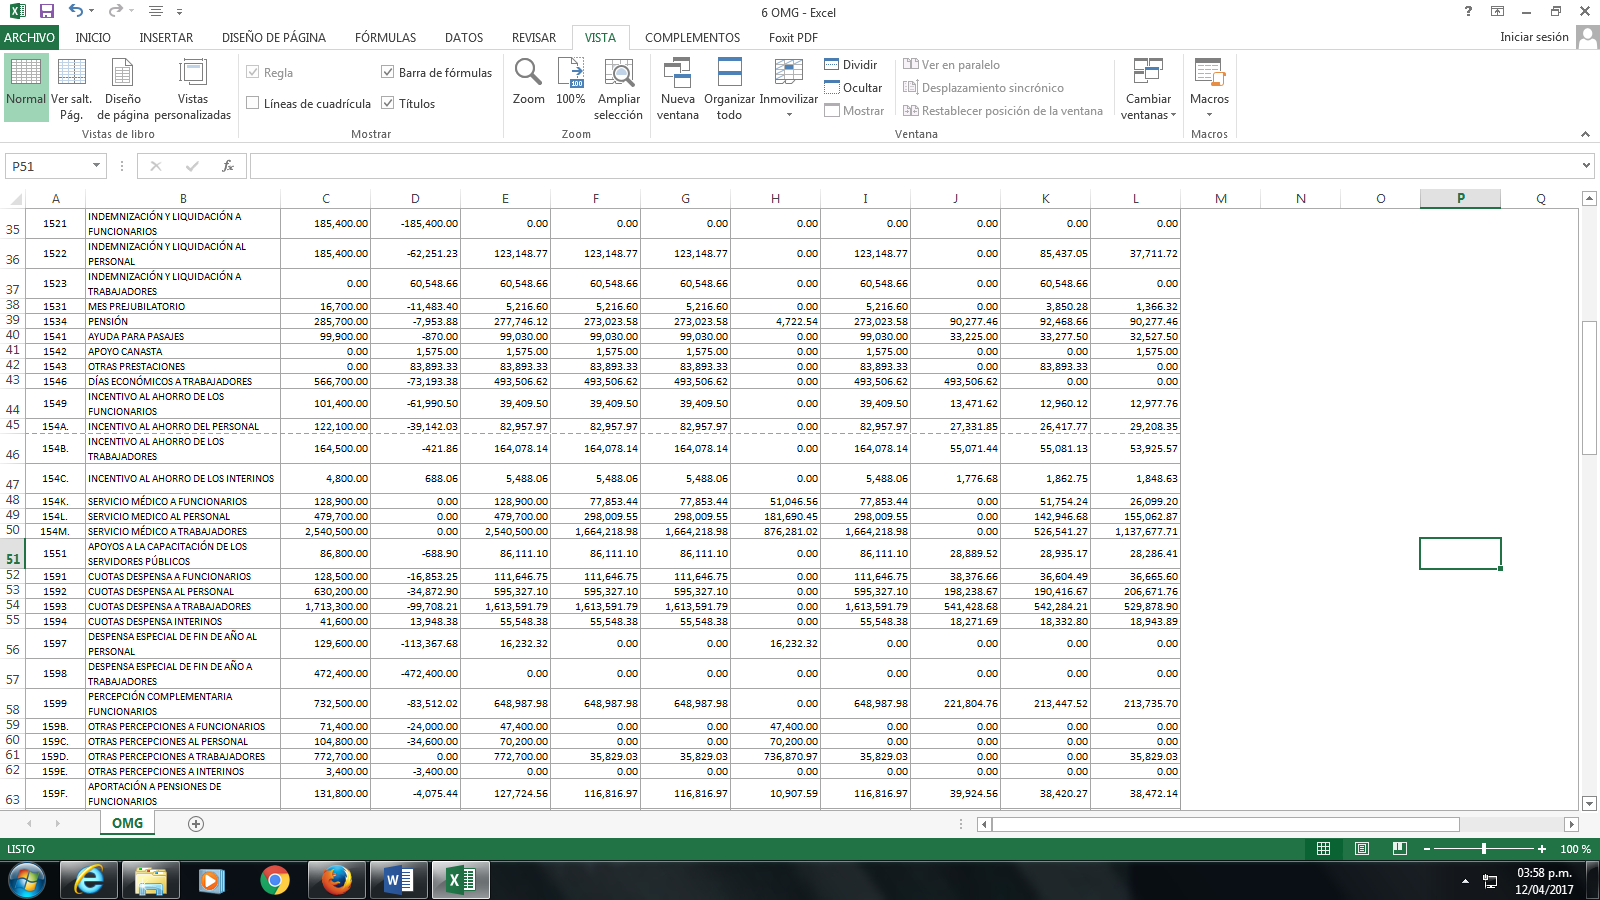 6 OMG - Excel
?
ARCHIVO INICIO INSERTAR DISEÑO DE PÁGINA FÓRMULAS DATOS REVISAR VISTA COMPLEMENTOS Foxit PDF Iniciar sesión
Normal Ver salt. Pág. Diseño de página Vistas personalizadas
Vistas de libro
Regla Barra de fórmulas
Líneas de cuadrícula Títulos
Mostrar
Zoom 100% Ampliar selección
Zoom
Nueva ventana Organizar todo Inmovilizar
Dividir
Ocultar
Mostrar
Ver en paralelo
Desplazamiento sincrónico
Restablecer posición de la ventana
Cambiar ventanas
Ventana
Macros
Macros
P51 fx
A B C D E F G H I J K L M N O P Q
35 1521 INDEMNIZACIÓN Y LIQUIDACIÓN A FUNCIONARIOS 185,400.00 -185,400.00 0.00 0.00 0.00 0.00 0.00 0.00 0.00 0.00
36 1522 INDEMNIZACIÓN Y LIQUIDACIÓN AL PERSONAL 185,400.00 -62,251.23 123,148.77 123,148.77 123,148.77 0.00 123,148.77 0.00 85,437.05 37,711.72
37 1523 INDEMNIZACIÓN Y LIQUIDACIÓN A TRABAJADORES 0.00 60,548.66 60,548.66 60,548.66 60,548.66 0.00 60,548.66 0.00 60,548.66 0.00
38 1531 MES PREJUBILATORIO 16,700.00 -11,483.40 5,216.60 5,216.60 5,216.60 0.00 5,216.60 0.00 3,850.28 1,366.32
39 1534 PENSIÓN 285,700.00 -7,953.88 277,746.12 273,023.58 273,023.58 4,722.54 273,023.58 90,277.46 92,468.66 90,277.46
40 1541 AYUDA PARA PASAJES 99,900.00 -870.00 99,030.00 99,030.00 99,030.00 0.00 99,030.00 33,225.00 33,277.50 32,527.50
41 1542 APOYO CANASTA 0.00 1,575.00 1,575.00 1,575.00 1,575.00 0.00 1,575.00 0.00 0.00 1,575.00
42 1543 OTRAS PRESTACIONES 0.00 83,893.33 83,893.33 83,893.33 83,893.33 0.00 83,893.33 0.00 83,893.33 0.00
43 1546 DÍAS ECONÓMICOS A TRABAJADORES 566,700.00 -73,193.38 493,506.62 493,506.62 493,506.62 0.00 493,506.62 493,506.62 0.00 0.00
44 1549 INCENTIVO AL AHORRO DE LOS FUNCIONARIOS 101,400.00 -61,990.50 39,409.50 39,409.50 39,409.50 0.00 39,409.50 13,471.62 12,960.12 12,977.76
45 154A. INCENTIVO AL AHORRO DEL PERSONAL 122,100.00 -39,142.03 82,957.97 82,957.97 82,957.97 0.00 82,957.97 27,331.85 26,417.77 29,208.35
46 154B. INCENTIVO AL AHORRO DE LOS TRABAJADORES 164,500.00 -421.86 164,078.14 164,078.14 164,078.14 0.00 164,078.14 55,071.44 55,081.13 53,925.57
47 154C. INCENTIVO AL AHORRO DE LOS INTERINOS 4,800.00 688.06 5,488.06 5,488.06 5,488.06 0.00 5,488.06 1,776.68 1,862.75 1,848.63
48 154K. SERVICIO MÉDICO A FUNCIONARIOS 128,900.00 0.00 128,900.00 77,853.44 77,853.44 51,046.56 77,853.44 0.00 51,754.24 26,099.20
49 154L. SERVICIO MEDICO AL PERSONAL 479,700.00 0.00 479,700.00 298,009.55 298,009.55 181,690.45 298,009.55 0.00 142,946.68 155,062.87
50 154M. SERVICIO MÉDICO A TRABAJADORES 2,540,500.00 0.00 2,540,500.00 1,664,218.98 1,664,218.98 876,281.02 1,664,218.98 0.00 526,541.27 1,137,677.71
51 1551 APOYOS A LA CAPACITACIÓN DE LOS SERVIDORES PÚBLICOS 86,800.00 -688.90 86,111.10 86,111.10 86,111.10 0.00 86,111.10 28,889.52 28,935.17 28,286.41
52 1591 CUOTAS DESPENSA A FUNCIONARIOS 128,500.00 -16,853.25 111,646.75 111,646.75 111,646.75 0.00 111,646.75 38,376.66 36,604.49 36,665.60
53 1592 CUOTAS DESPENSA AL PERSONAL 630,200.00 -34,872.90 595,327.10 595,327.10 595,327.10 0.00 595,327.10 198,238.67 190,416.67 206,671.76
54 1593 CUOTAS DESPENSA A TRABAJADORES 1,713,300.00 -99,708.21 1,613,591.79 1,613,591.79 1,613,591.79 0.00 1,613,591.79 541,428.68 542,284.21 529,878.90
55 1594 CUOTAS DESPENSA INTERINOS 41,600.00 13,948.38 55,548.38 55,548.38 55,548.38 0.00 55,548.38 18,271.69 18,332.80 18,943.89
56 1597 DESPENSA ESPECIAL DE FIN DE AÑO AL PERSONAL 129,600.00 -113,367.68 16,232.32 0.00 0.00 16,232.32 0.00 0.00 0.00 0.00
57 1598 DESPENSA ESPECIAL DE FIN DE AÑO A TRABAJADORES 472,400.00 -472,400.00 0.00 0.00 0.00 0.00 0.00 0.00 0.00 0.00
58 1599 PERCEPCIÓN COMPLEMENTARIA FUNCIONARIOS 732,500.00 -83,512.02 648,987.98 648,987.98 648,987.98 0.00 648,987.98 221,804.76 213,447.52 213,735.70
59 159B. OTRAS PERCEPCIONES A FUNCIONARIOS 71,400.00 -24,000.00 47,400.00 0.00 0.00 47,400.00 0.00 0.00 0.00 0.00
60 159C. OTRAS PERCEPCIONES AL PERSONAL 104,800.00 -34,600.00 70,200.00 0.00 0.00 70,200.00 0.00 0.00 0.00 0.00
61 159D. OTRAS PERCEPCIONES A TRABAJADORES 772,700.00 0.00 772,700.00 35,829.03 35,829.03 736,870.97 35,829.03 0.00 0.00 35,829.03
62 159E. OTRAS PERCEPCIONES A INTERINOS 3,400.00 -3,400.00 0.00 0.00 0.00 0.00 0.00 0.00 0.00 0.00
63 159F. APORTACIÓN A PENSIONES DE FUNCIONARIOS 131,800.00 -4,075.44 127,724.56 116,816.97 116,816.97 10,907.59 116,816.97 39,924.56 38,420.27 38,472.14
OMG
LISTO 100 %
03:58 p.m.
12/04/2017